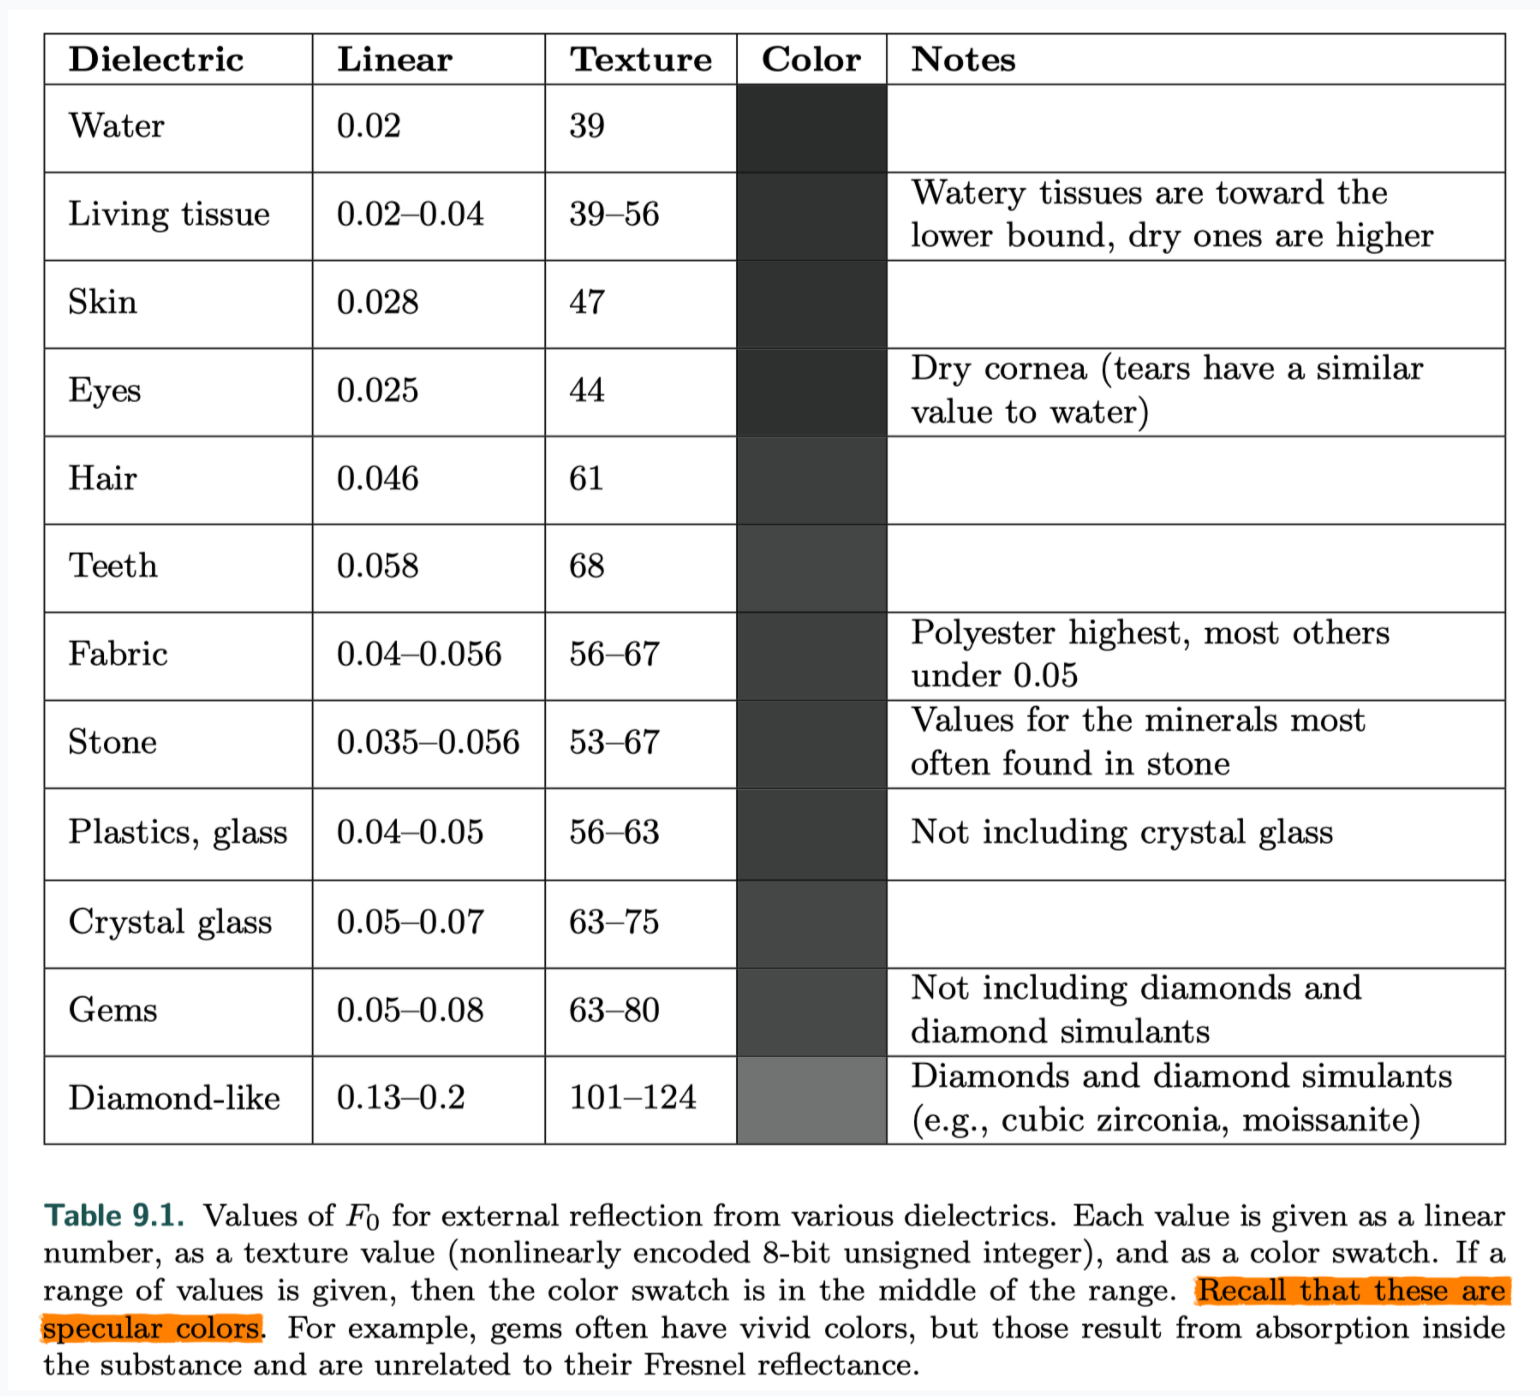 Dielectric Linear Texture Color Notes
Water 0.02 39
Living tissue 0.02–0.04 39–56 Watery tissues are toward the
lower bound, dry ones are higher
Skin 0.028 47
Eyes 0.025 44 Dry cornea (tears have a similar
value to water)
Hair 0.046 61
Teeth 0.058 68
Fabric 0.04–0.056 56–67 Polyester highest, most others
under 0.05
Stone 0.035–0.056 53–67 Values for the minerals most
often found in stone
Plastics, glass 0.04–0.05 56–63 Not including crystal glass
Crystal glass 0.05–0.07 63–75
Gems 0.05–0.08 63–80 Not including diamonds and
diamond simulants
Diamond-like 0.13–0.2 101–124 Diamonds and diamond simulants
(e.g., cubic zirconia, moissanite)
Table 9.1. Values of F0 for external reflection from various dielectrics. Each value is given as a linear
number, as a texture value (nonlinearly encoded 8-bit unsigned integer), and as a color swatch. If a
range of values is given, then the color swatch is in the middle of the range. Recall that these are
specular colors. For example, gems often have vivid colors, but those result from absorption inside
the substance and are unrelated to their Fresnel reflectance.